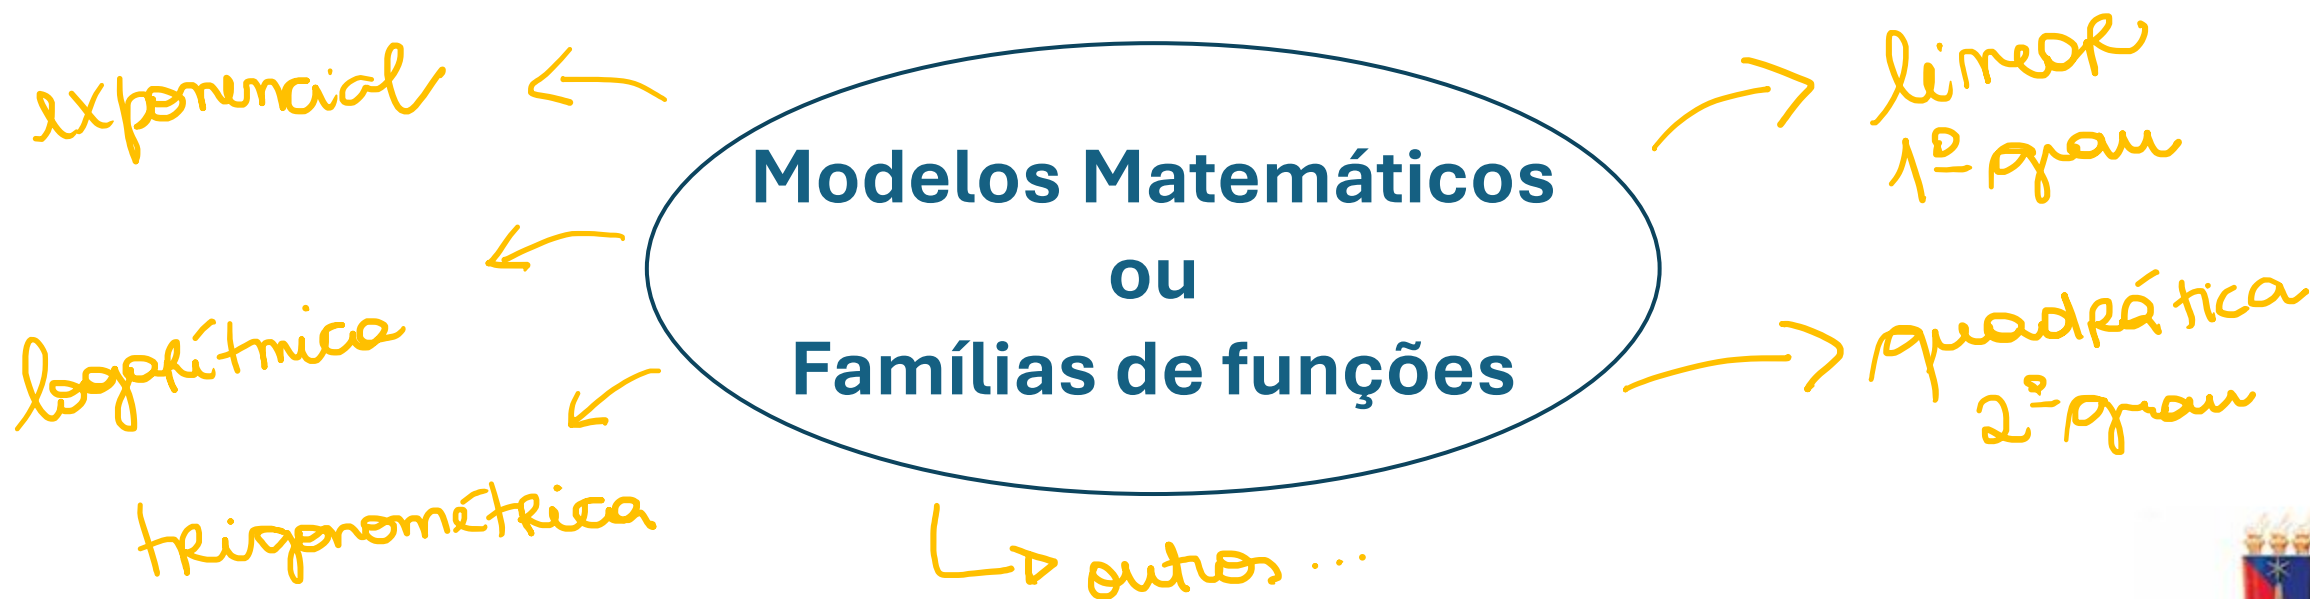 Modelos Matemáticos
ou
Famílias de funções
exponencial
logarítmica
trigonométrica
outros...
linear
1º grau
quadrática
2º grau